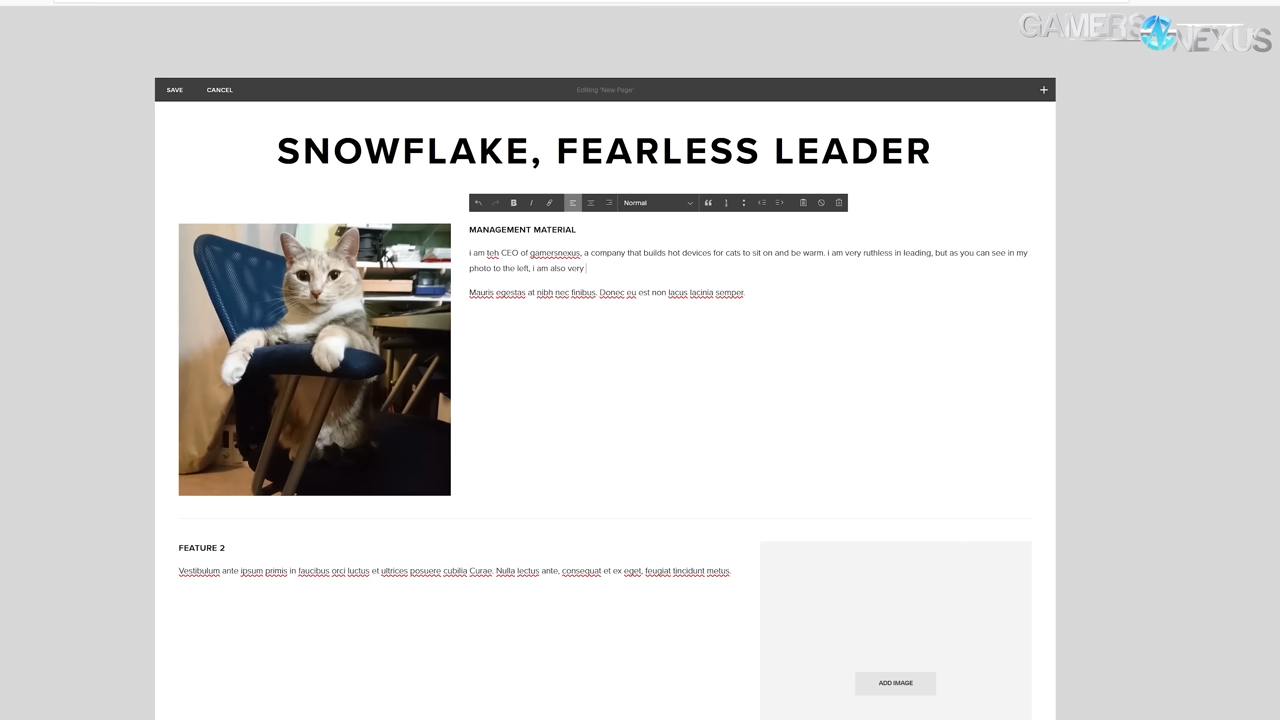 GAMERS NEXUS
SAVE CANCEL Editing 'New Page' +
SNOWFLAKE, FEARLESS LEADER
B I Normal
MANAGEMENT MATERIAL
i am teh CEO of gamersnexus, a company that builds hot devices for cats to sit on and be warm. i am very ruthless in leading, but as you can see in my
photo to the left, i am also very
Mauris egestas at nibh nec finibus. Donec eu est non lacus lacinia semper.
FEATURE 2
Vestibulum ante ipsum primis in faucibus orci luctus et ultrices posuere cubilia Curae. Nulla lectus ante, consequat et ex eget, feugiat tincidunt metus.
ADD IMAGE